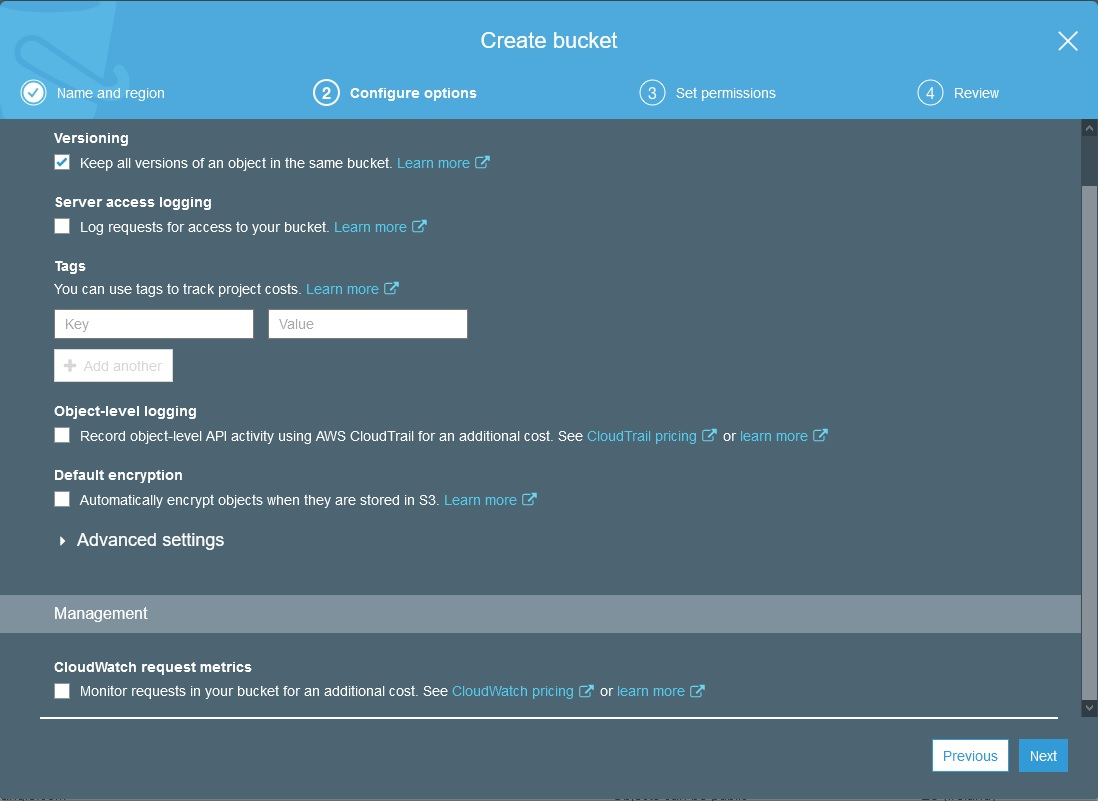 Create bucket
Name and region
2 Configure options
3 Set permissions
4 Review
Versioning
Keep all versions of an object in the same bucket. Learn more
Server access logging
Log requests for access to your bucket. Learn more
Tags
You can use tags to track project costs. Learn more
Key Value
Add another
Object-level logging
Record object-level API activity using AWS CloudTrail for an additional cost. See CloudTrail pricing or learn more
Default encryption
Automatically encrypt objects when they are stored in S3. Learn more
Advanced settings
Management
CloudWatch request metrics
Monitor requests in your bucket for an additional cost. See CloudWatch pricing or learn more
Previous Next